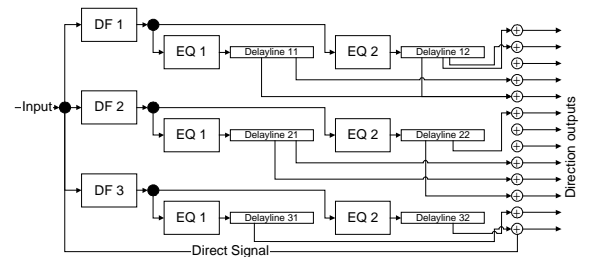 DF 1
EQ 1
Delayline 11
EQ 2
Delayline 12
Input
DF 2
EQ 1
Delayline 21
EQ 2
Delayline 22
DF 3
EQ 1
Delayline 31
EQ 2
Delayline 32
Direct Signal
Direction outputs